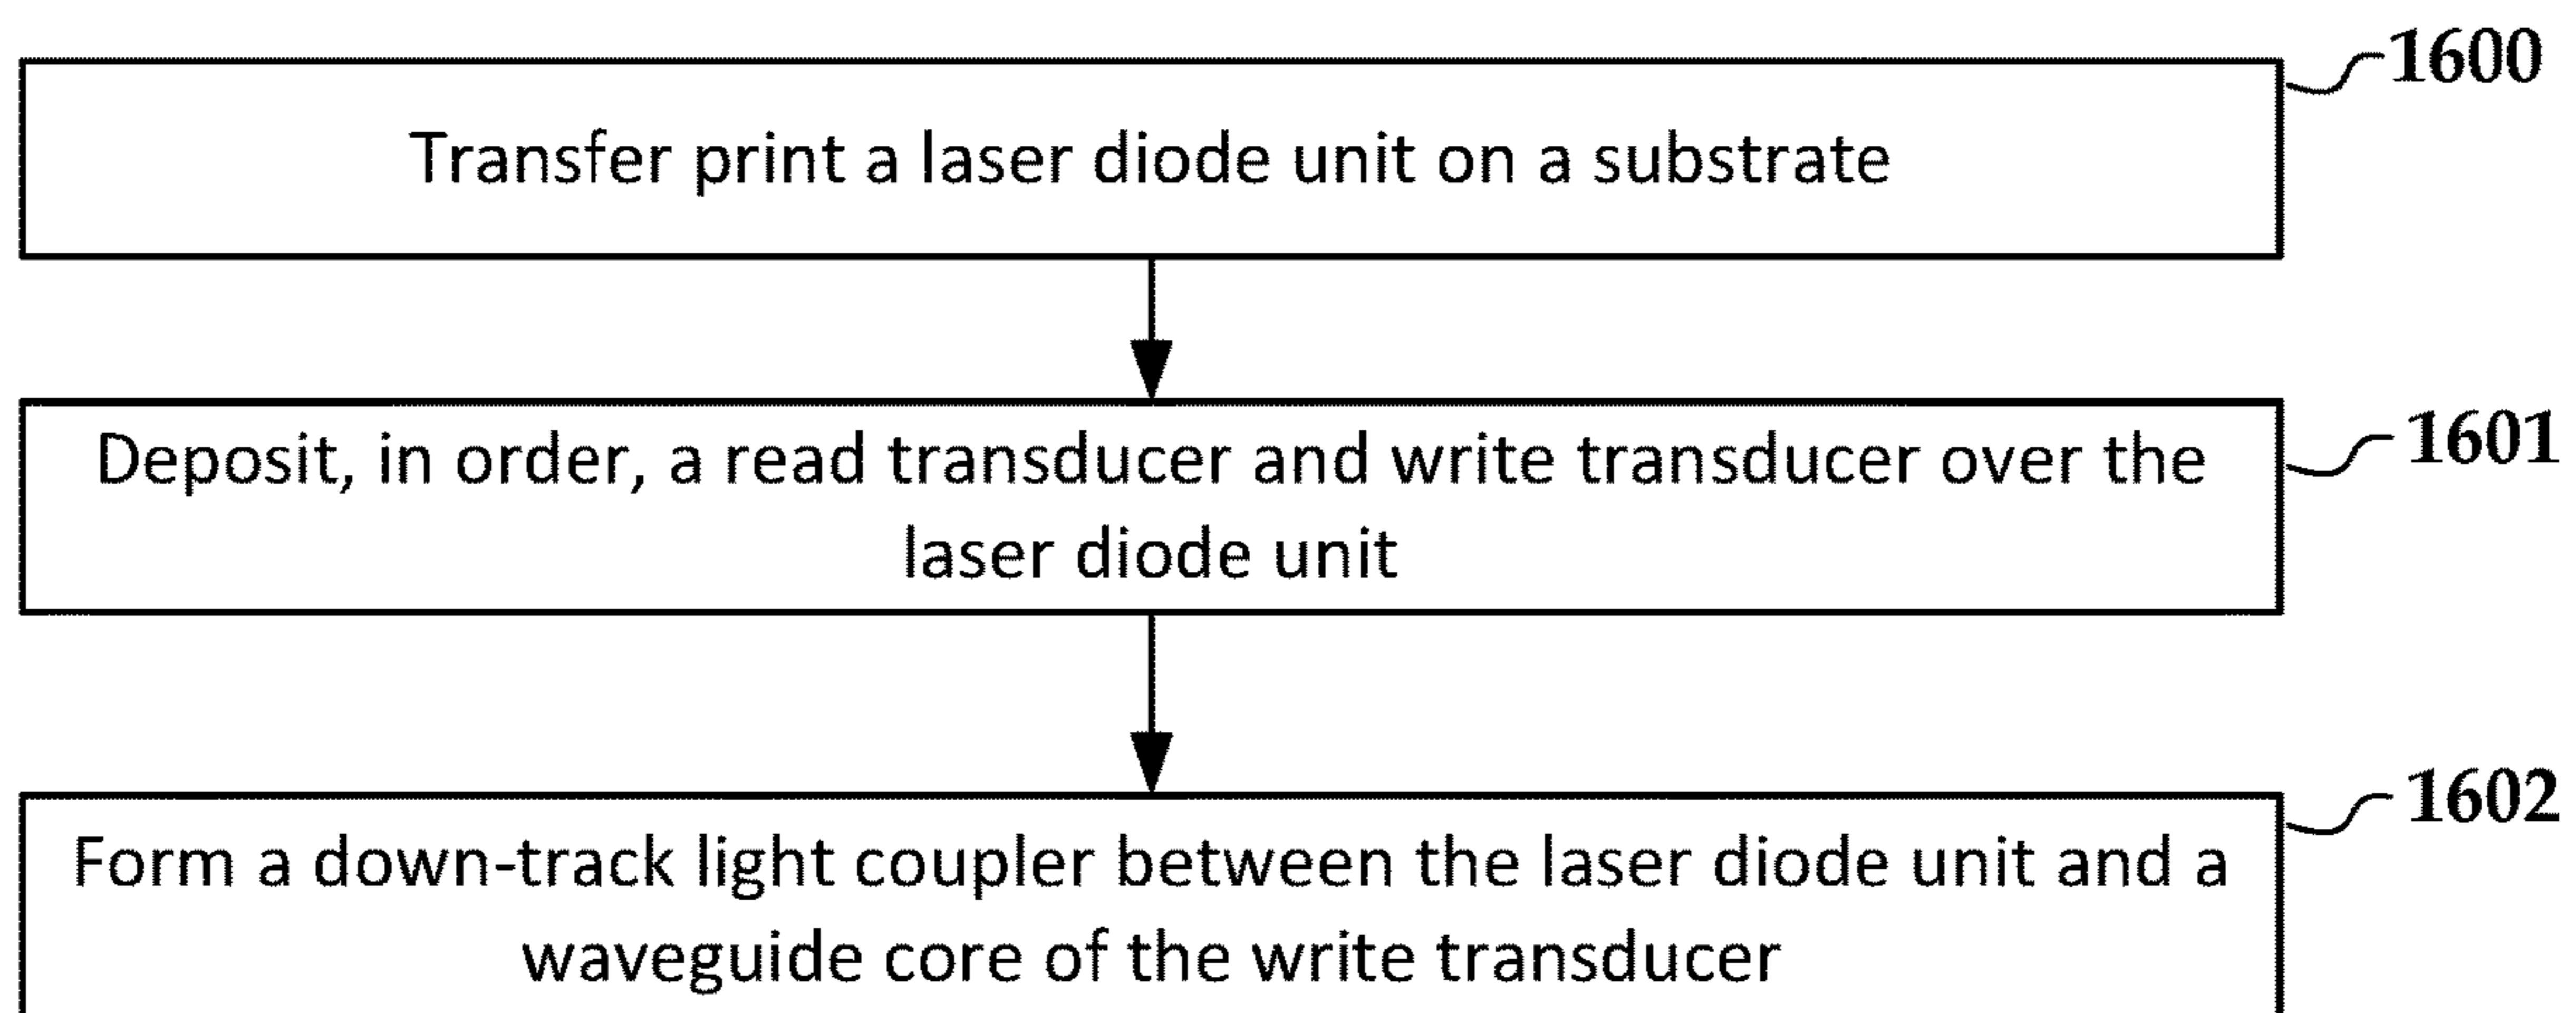 1600
Transfer print a laser diode unit on a substrate
1601
Deposit, in order, a read transducer and write transducer over the
laser diode unit
1602
Form a down-track light coupler between the laser diode unit and a
waveguide core of the write transducer